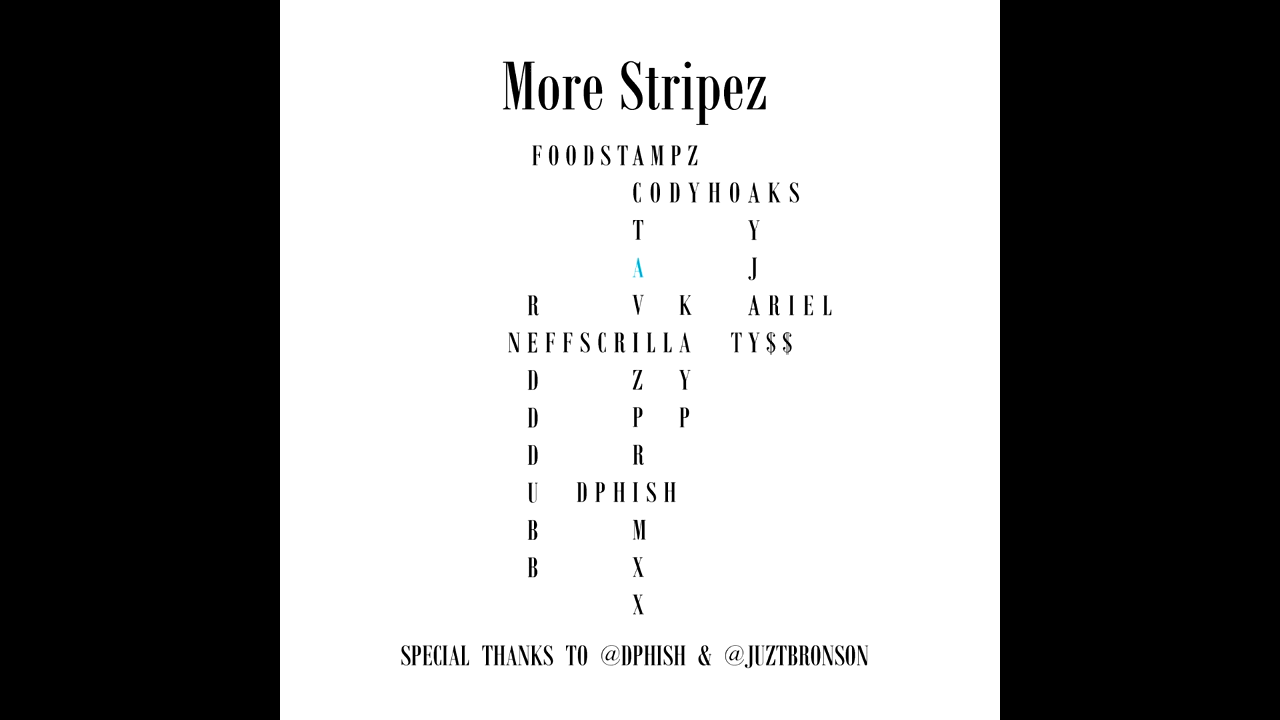 More Stripez
FOODSTAMPZ
CODYHOAKS
T Y
A J
R V K ARIEL
NEFFSCRILLA TY$$
D Z Y
D P P
D R
U DPHISH
B M
B X
X
SPECIAL THANKS TO @DPHISH & @JUZTBRONSON